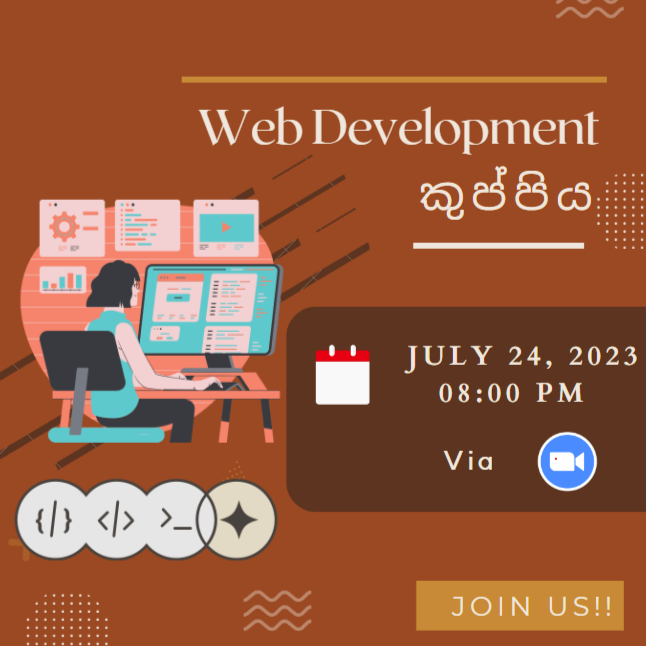 Web Development
කුප්පිය
JULY 24, 2023
08:00 PM
Via
{/} </> >_
JOIN US!!